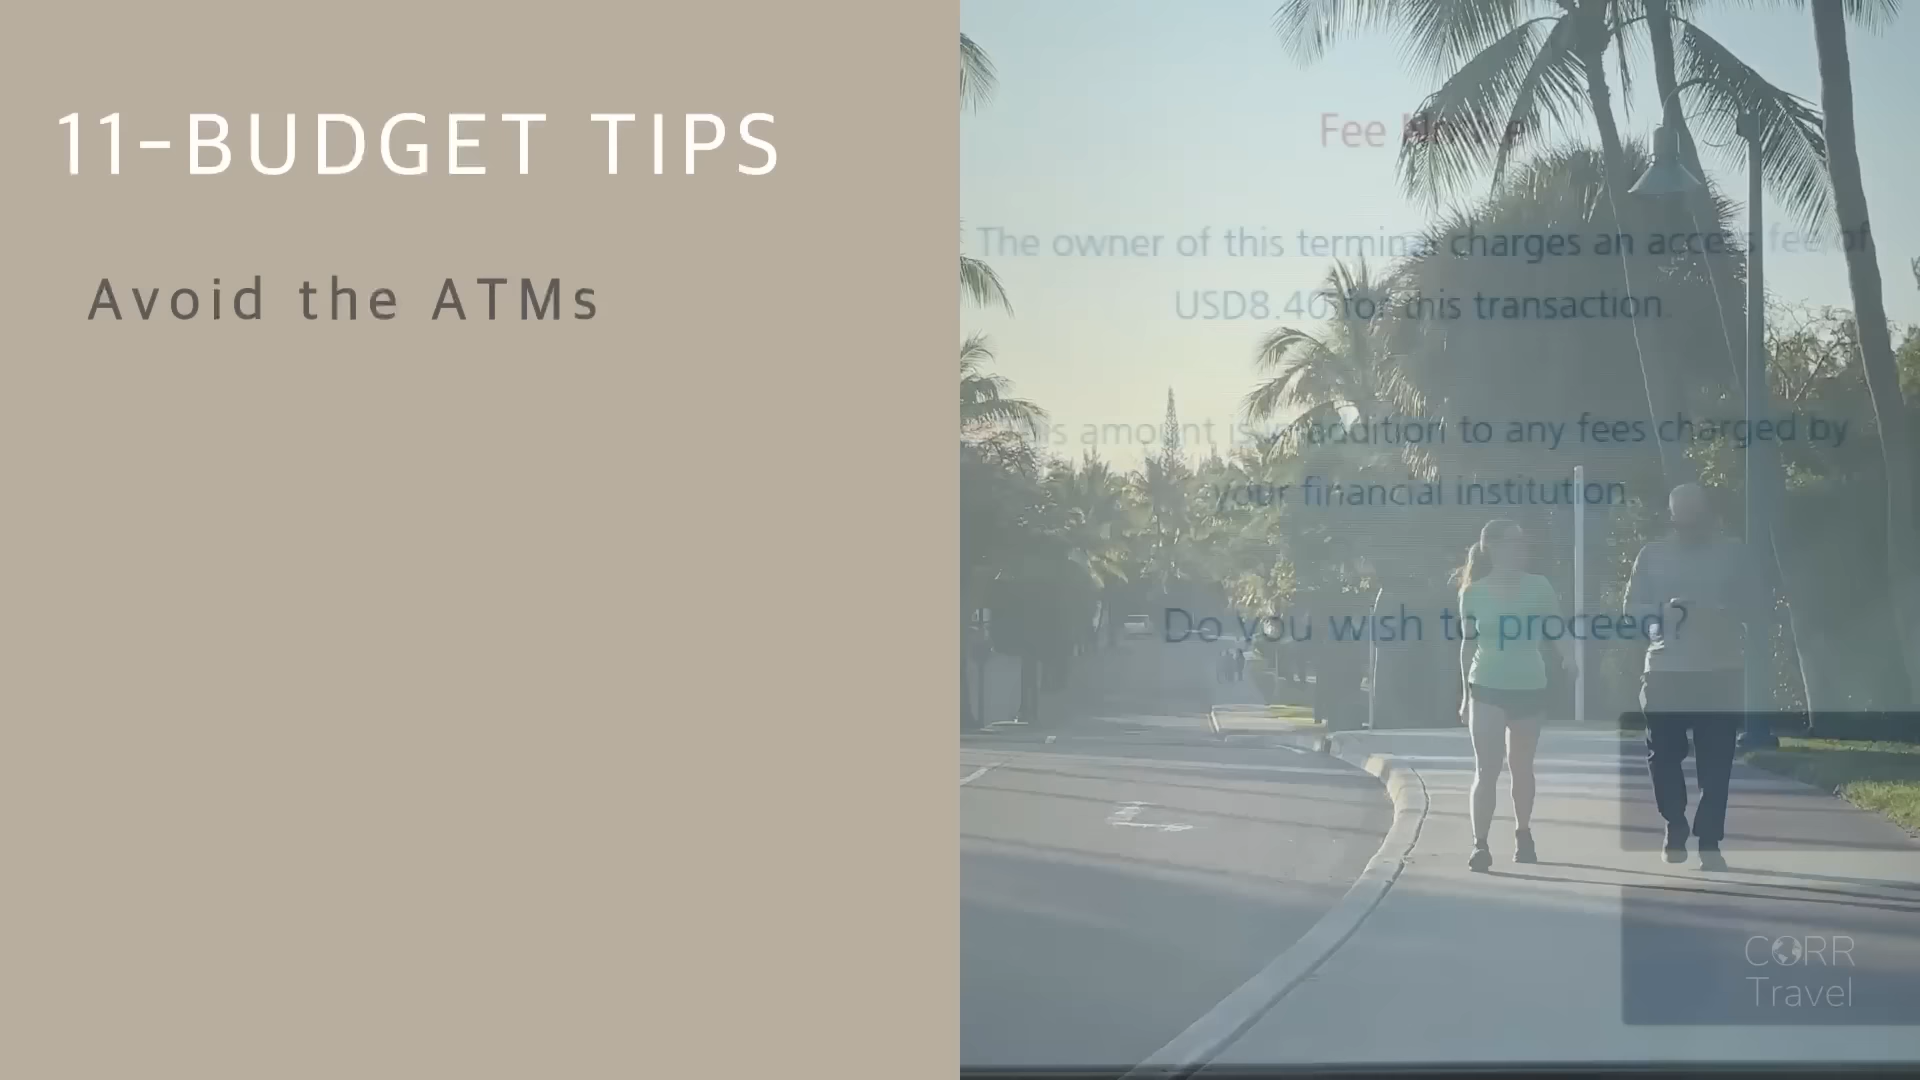 11-BUDGET TIPS
Avoid the ATMs
Fee Notice
The owner of this terminal charges an access fee of
USD8.40 for this transaction.
This amount is in addition to any fees charged by
your financial institution.
Do you wish to proceed?
CORR
Travel